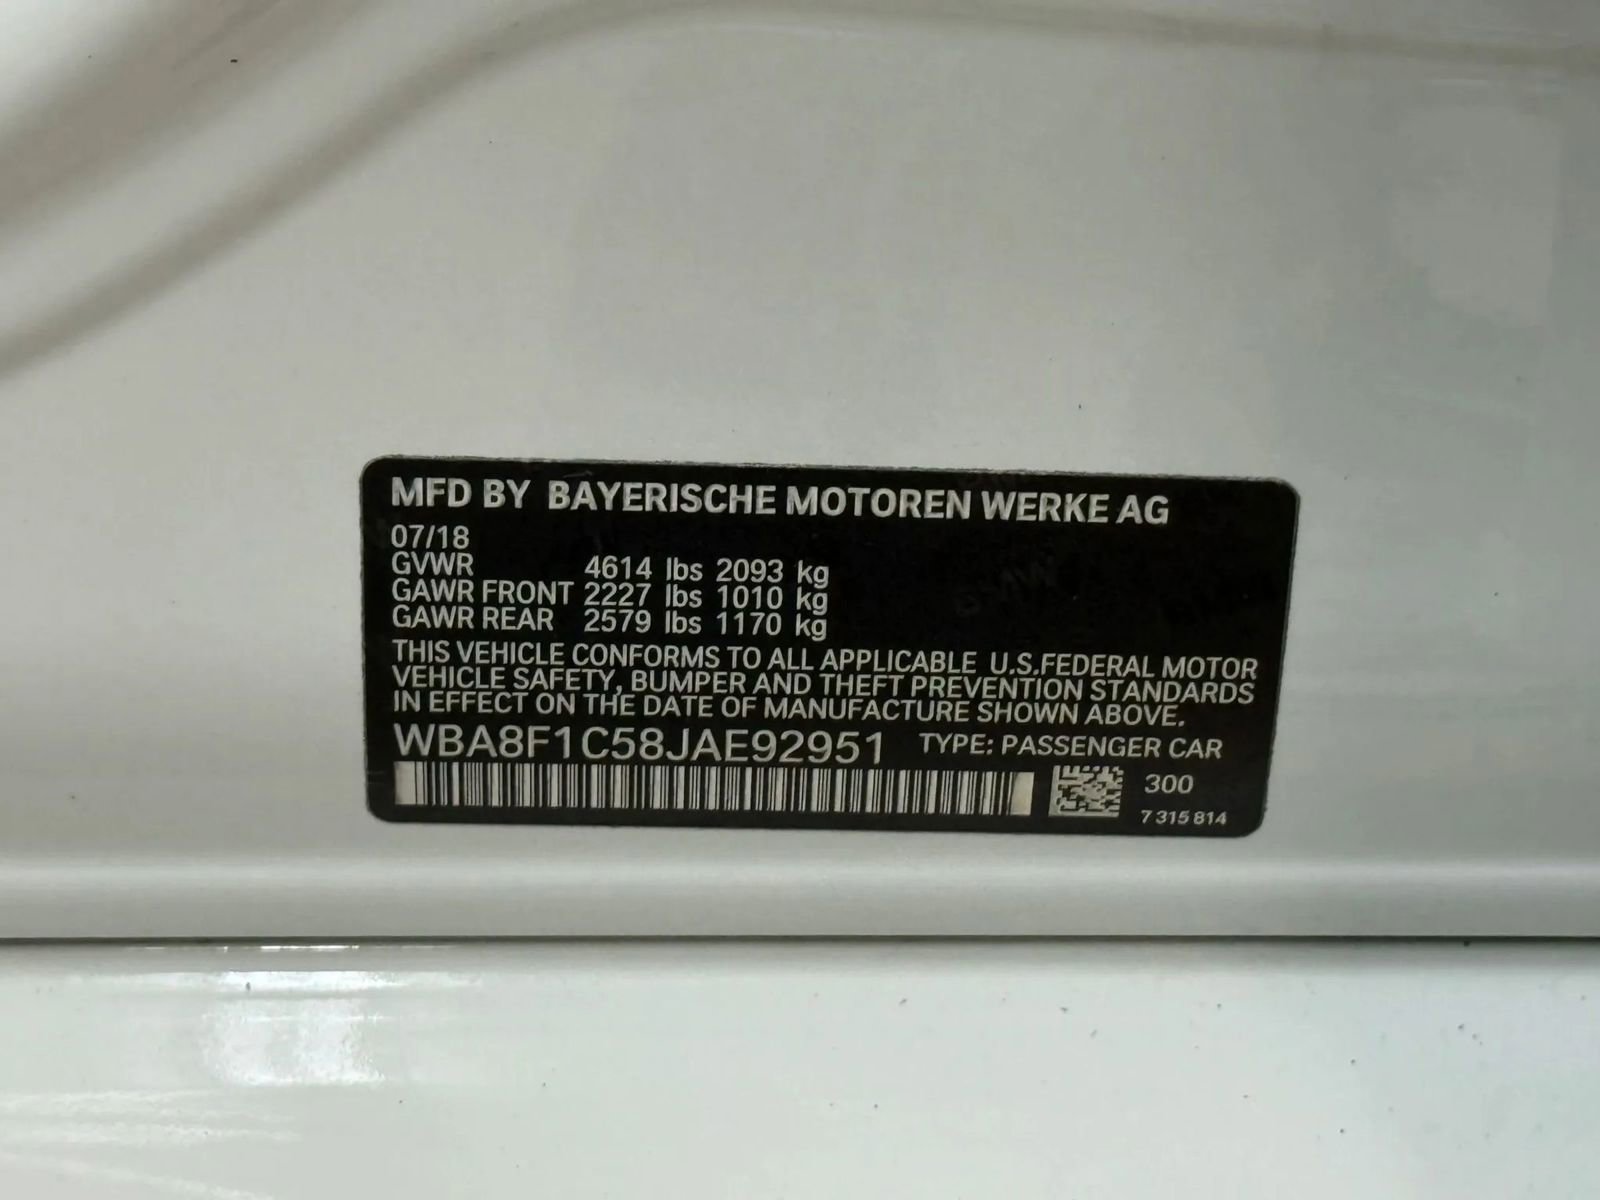 MFD BY BAYERISCHE MOTOREN WERKE AG
07/18
GVWR 4614 lbs 2093 kg
GAWR FRONT 2227 lbs 1010 kg
GAWR REAR 2579 lbs 1170 kg
THIS VEHICLE CONFORMS TO ALL APPLICABLE U.S.FEDERAL MOTOR
VEHICLE SAFETY, BUMPER AND THEFT PREVENTION STANDARDS
IN EFFECT ON THE DATE OF MANUFACTURE SHOWN ABOVE.
WBA8F1C58JAE92951 TYPE: PASSENGER CAR
300
7 315 814